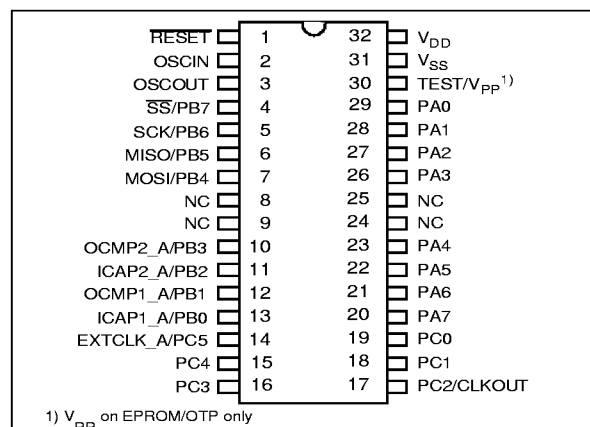 RESET 1 32 VDD
OSCIN 2 31 VSS
OSCOUT 3 30 TEST/VPP1)
SS/PB7 4 29 PA0
SCK/PB6 5 28 PA1
MISO/PB5 6 27 PA2
MOSI/PB4 7 26 PA3
NC 8 25 NC
NC 9 24 NC
OCMP2_A/PB3 10 23 PA4
ICAP2_A/PB2 11 22 PA5
OCMP1_A/PB1 12 21 PA6
ICAP1_A/PB0 13 20 PA7
EXTCLK_A/PC5 14 19 PC0
PC4 15 18 PC1
PC3 16 17 PC2/CLKOUT
1) VPP on EPROM/OTP only